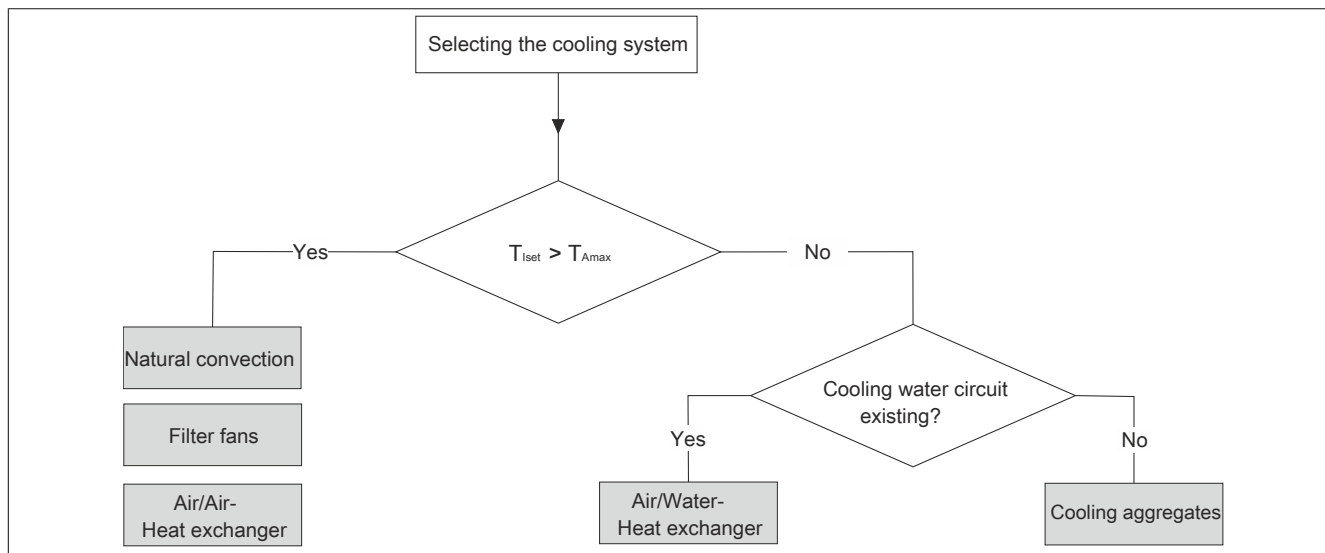 Selecting the cooling system
Yes
TIset > TAmax
No
Natural convection
Filter fans
Air/Air-
Heat exchanger
Cooling water circuit
existing?
Yes
No
Air/Water-
Heat exchanger
Cooling aggregates